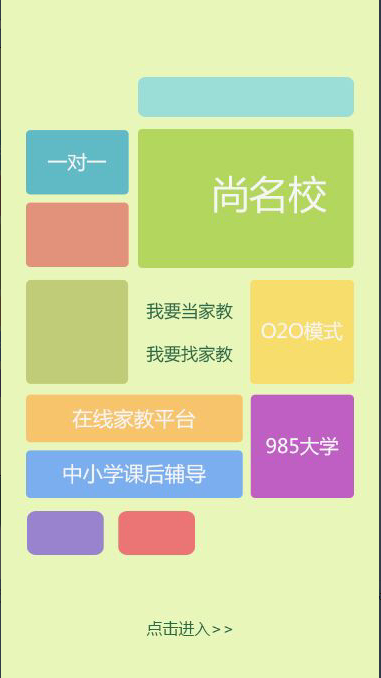 一对一
尚名校
我要当家教
我要找家教
O2O模式
在线家教平台
中小学课后辅导
985大学
点击进入>>